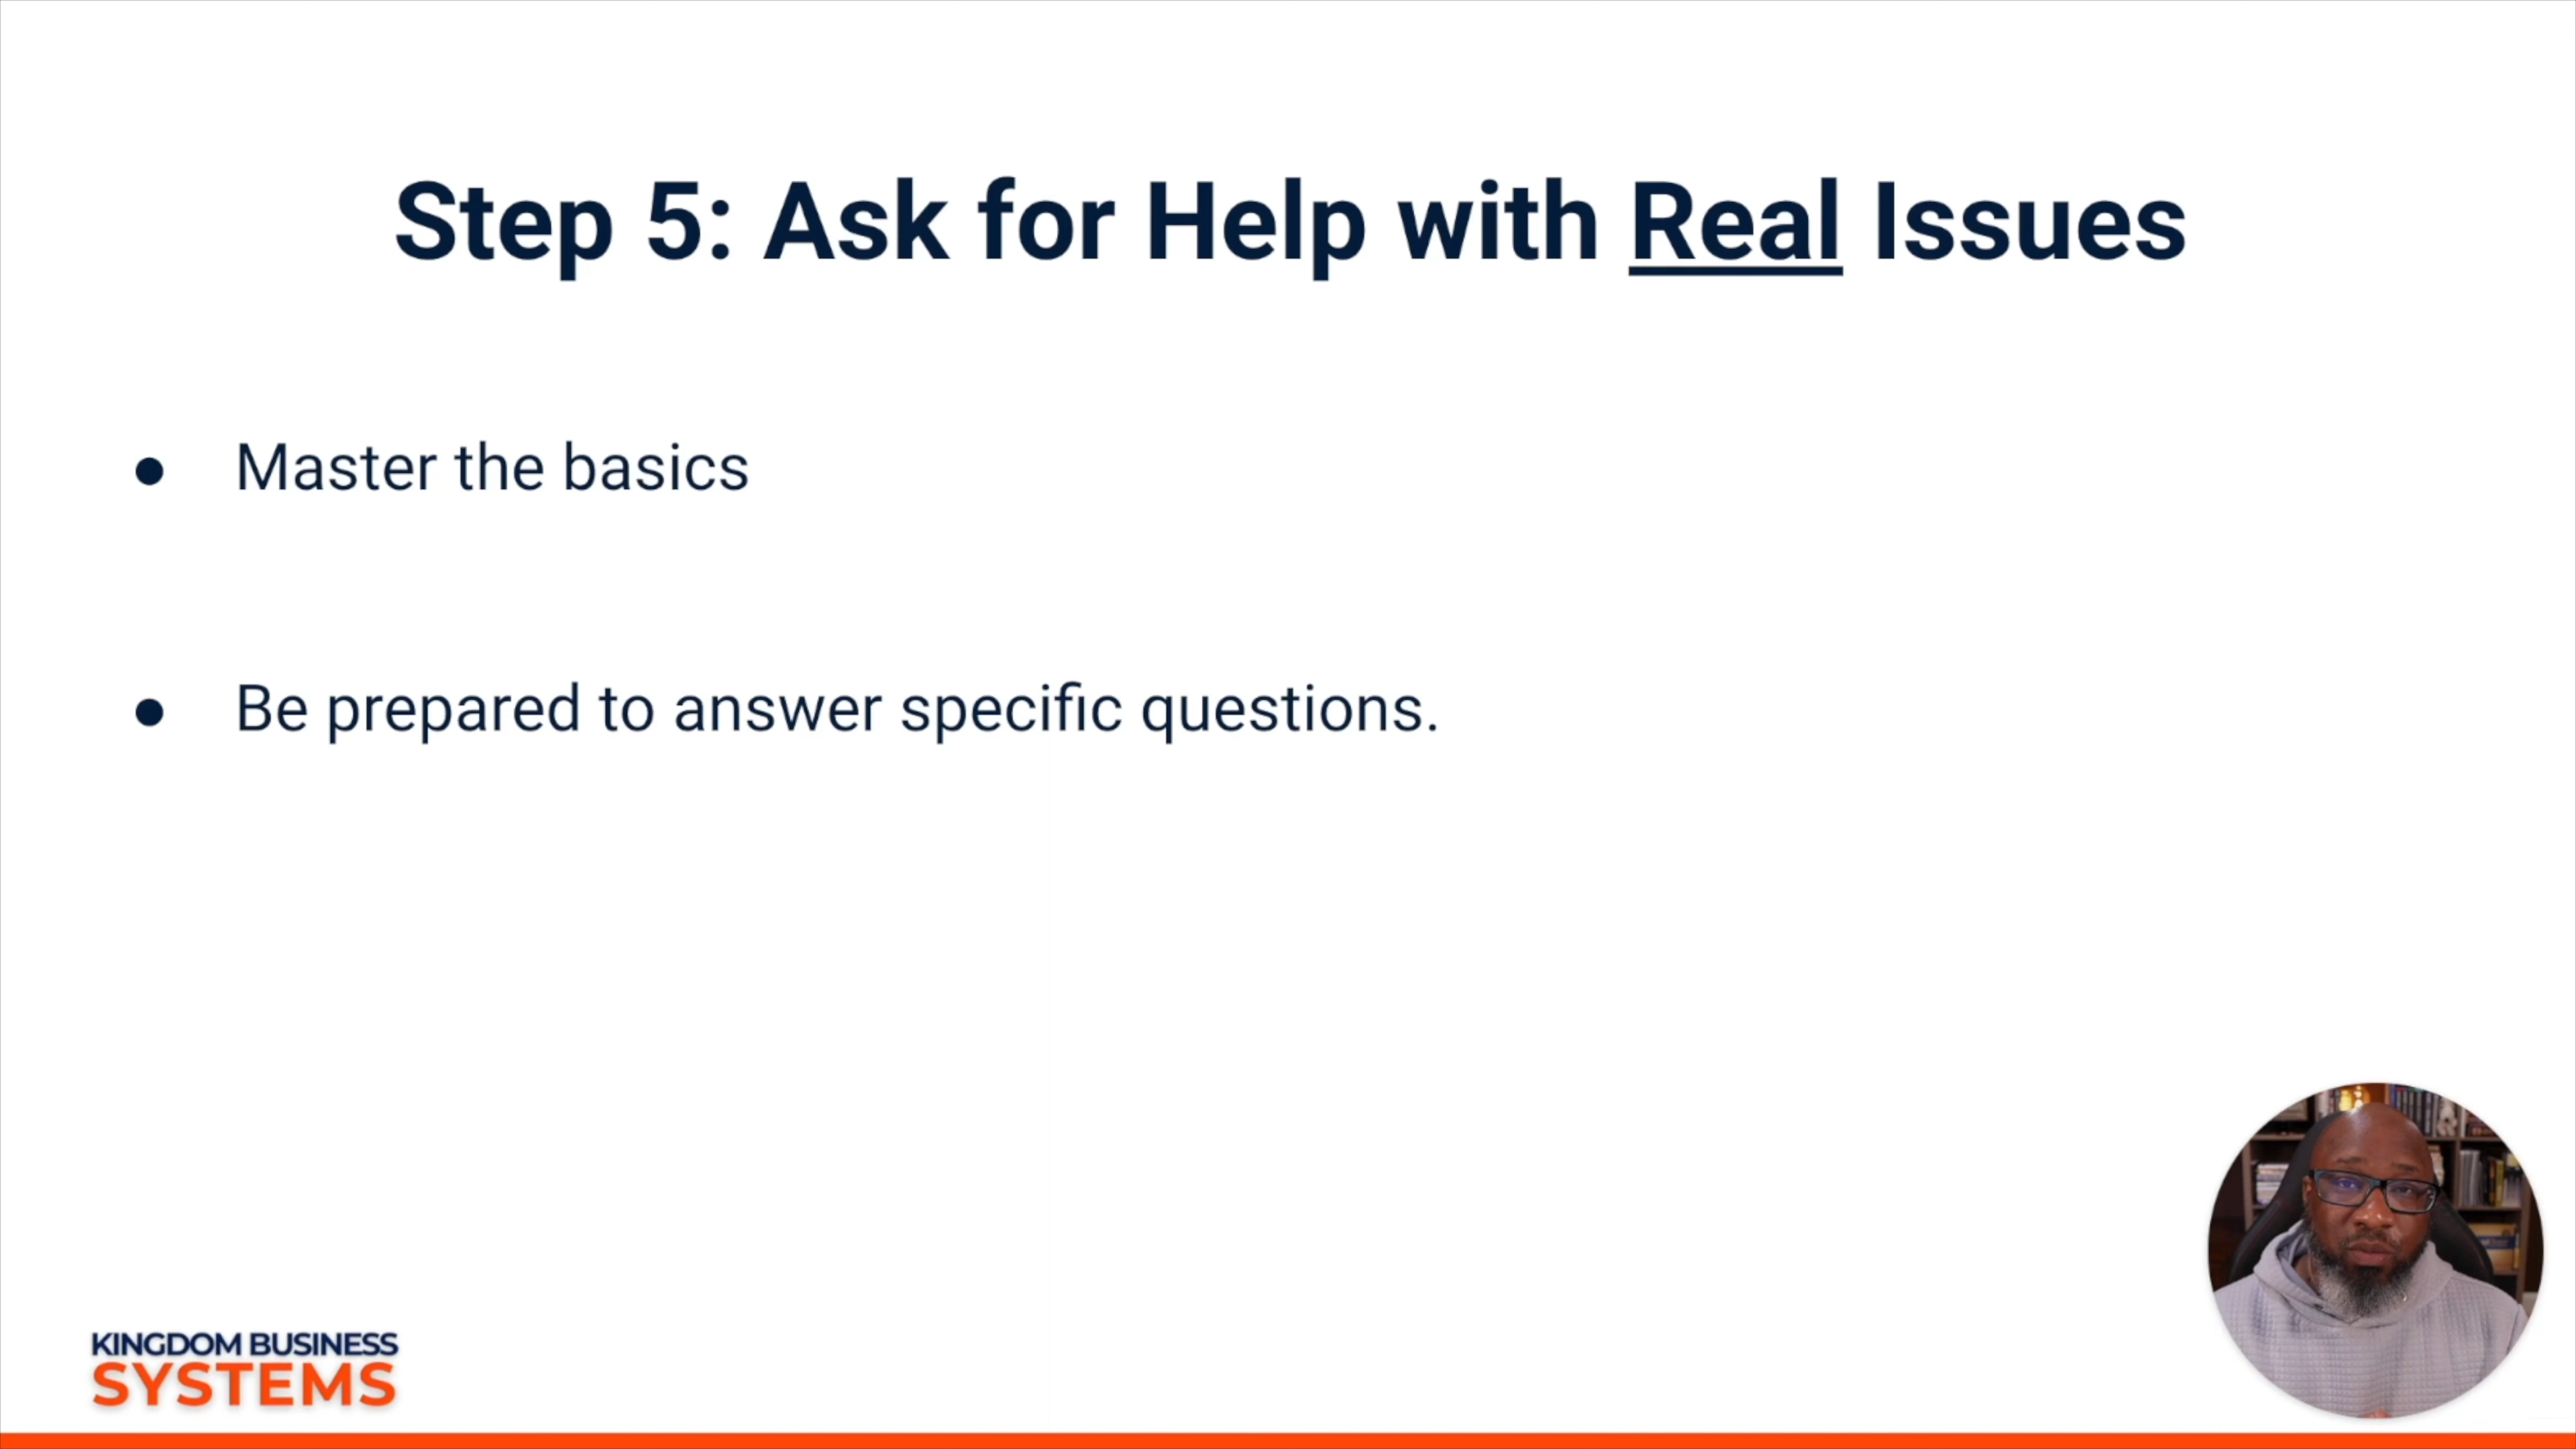 Step 5: Ask for Help with Real Issues
● Master the basics
● Be prepared to answer specific questions.
KINGDOM BUSINESS
SYSTEMS